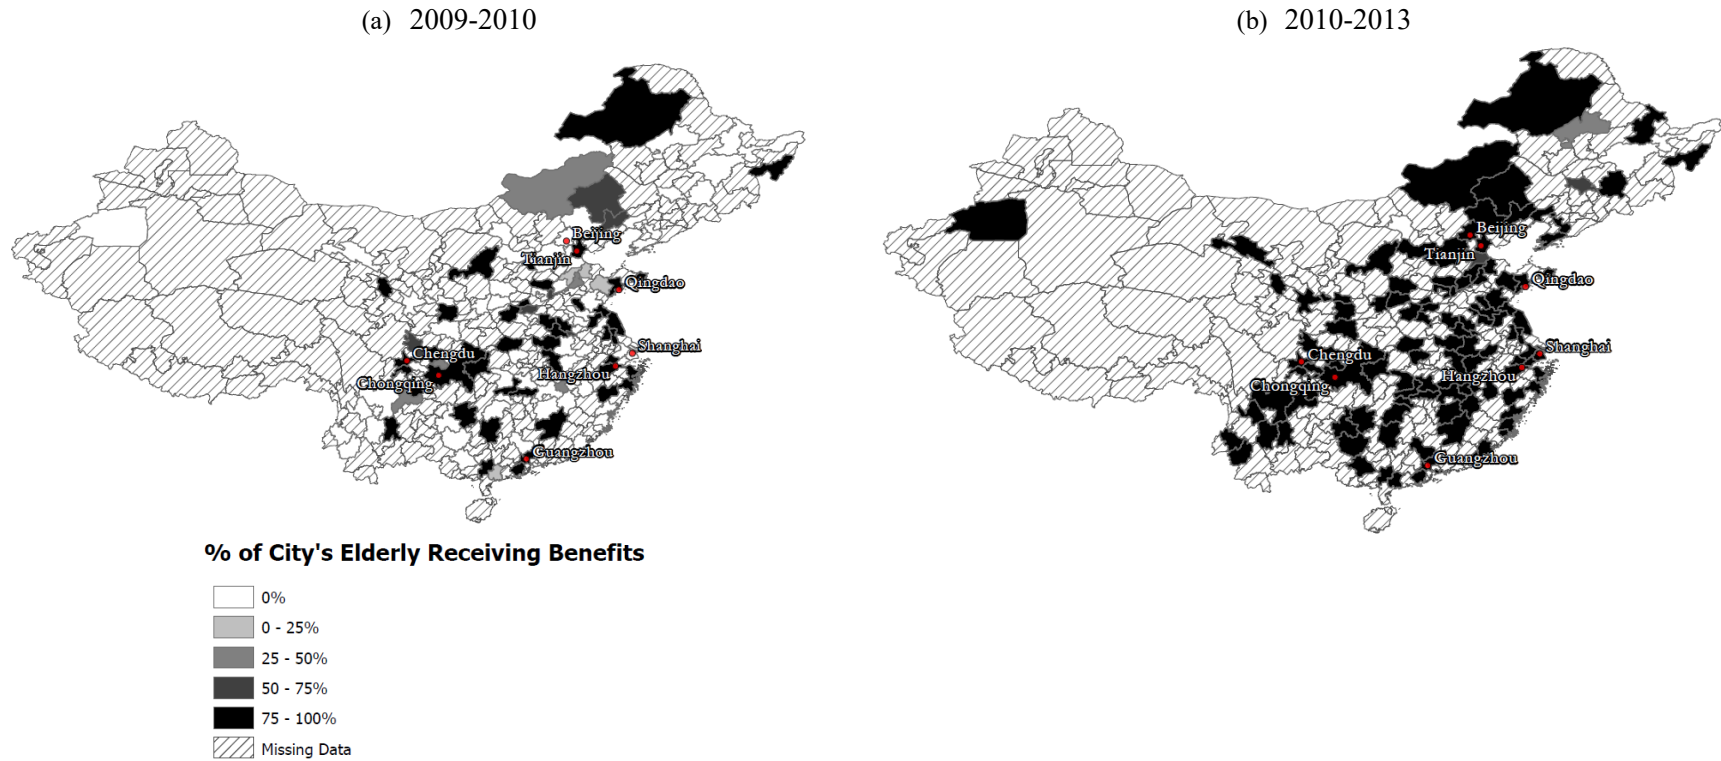 (a) 2009-2010
(b) 2010-2013
Beijing
Tianjin
Qingdao
Shanghai
Chengdu
Hangzhou
Chongqing
Guangzhou
Beijing
Tianjin
Qingdao
Shanghai
Chengdu
Hangzhou
Chongqing
Guangzhou
% of City's Elderly Receiving Benefits
0%
0 - 25%
25 - 50%
50 - 75%
75 - 100%
Missing Data